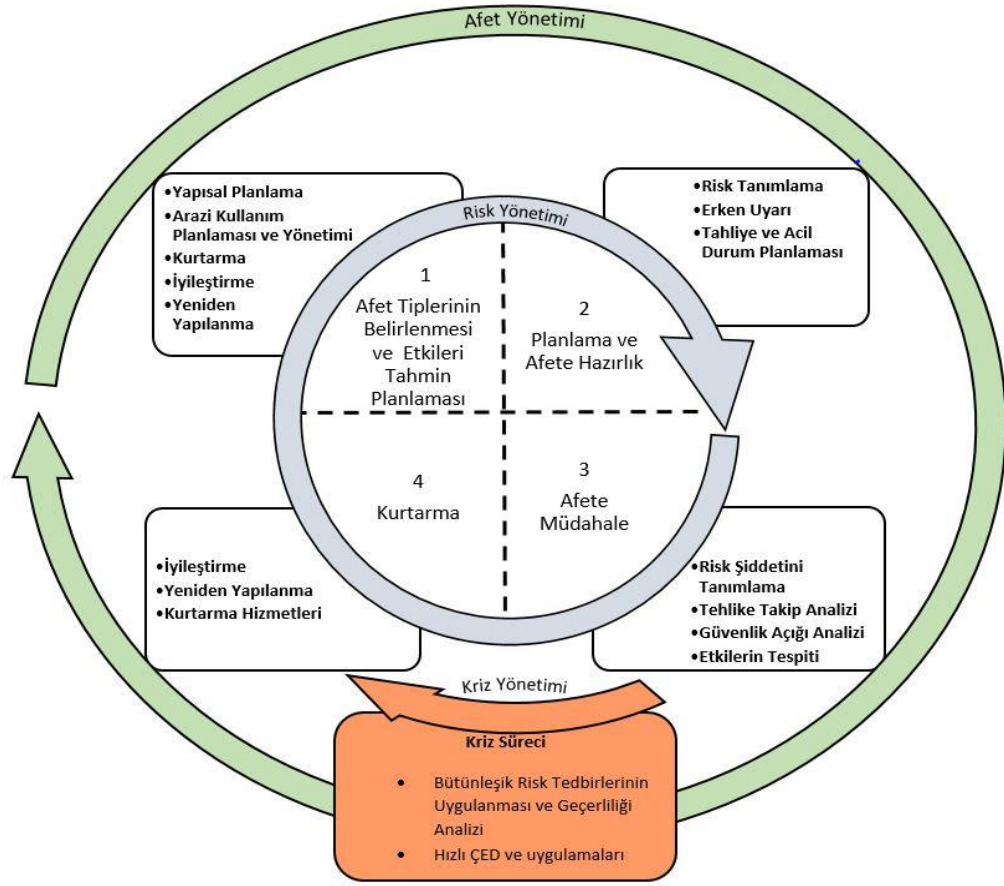 Afet Yönetimi
•Yapısal Planlama
•Arazi Kullanım
Planlaması ve Yönetimi
•Kurtarma
•İyileştirme
•Yeniden
Yapılanma
Risk Yönetimi
•Risk Tanımlama
•Erken Uyarı
•Tahliye ve Acil
Durum Planlaması
1
Afet Tiplerinin
Belirlenmesi
ve Etkileri
Tahmin
Planlaması
2
Planlama ve
Afete Hazırlık
4
Kurtarma
3
Afete
Müdahale
•İyileştirme
•Yeniden Yapılanma
•Kurtarma Hizmetleri
•Risk Şiddetini
Tanımlama
•Tehlike Takip Analizi
•Güvenlik Açığı Analizi
•Etkilerin Tespiti
Kriz Yönetimi
Kriz Süreci
• Bütünleşik Risk Tedbirlerinin
Uygulanması ve Geçerliliği
Analizi
• Hızlı ÇED ve uygulamaları